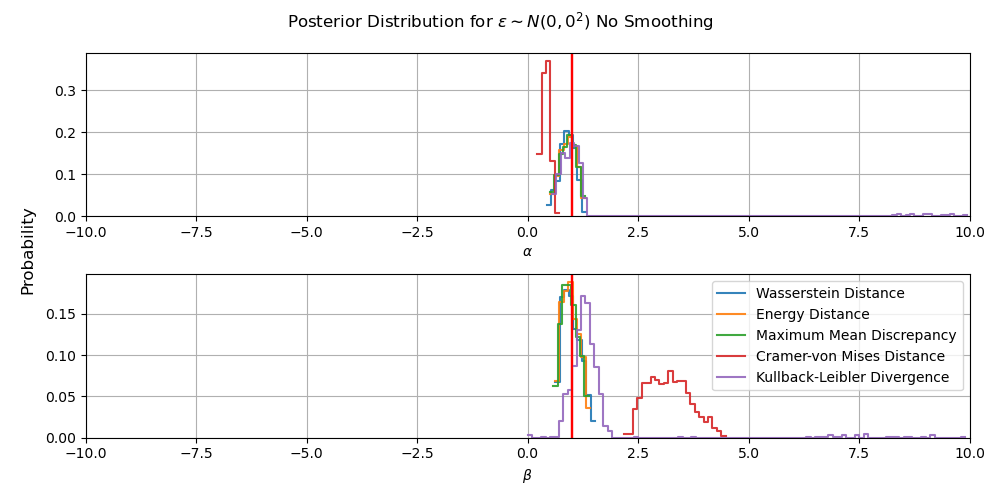 Posterior Distribution for ε ∼ N(0, 0²) No Smoothing
Probability
0.3
0.2
0.1
0.0
−10.0 −7.5 −5.0 −2.5 0.0 2.5 5.0 7.5 10.0
α
0.15
0.10
0.05
0.00
Wasserstein Distance
Energy Distance
Maximum Mean Discrepancy
Cramer-von Mises Distance
Kullback-Leibler Divergence
−10.0 −7.5 −5.0 −2.5 0.0 2.5 5.0 7.5 10.0
β